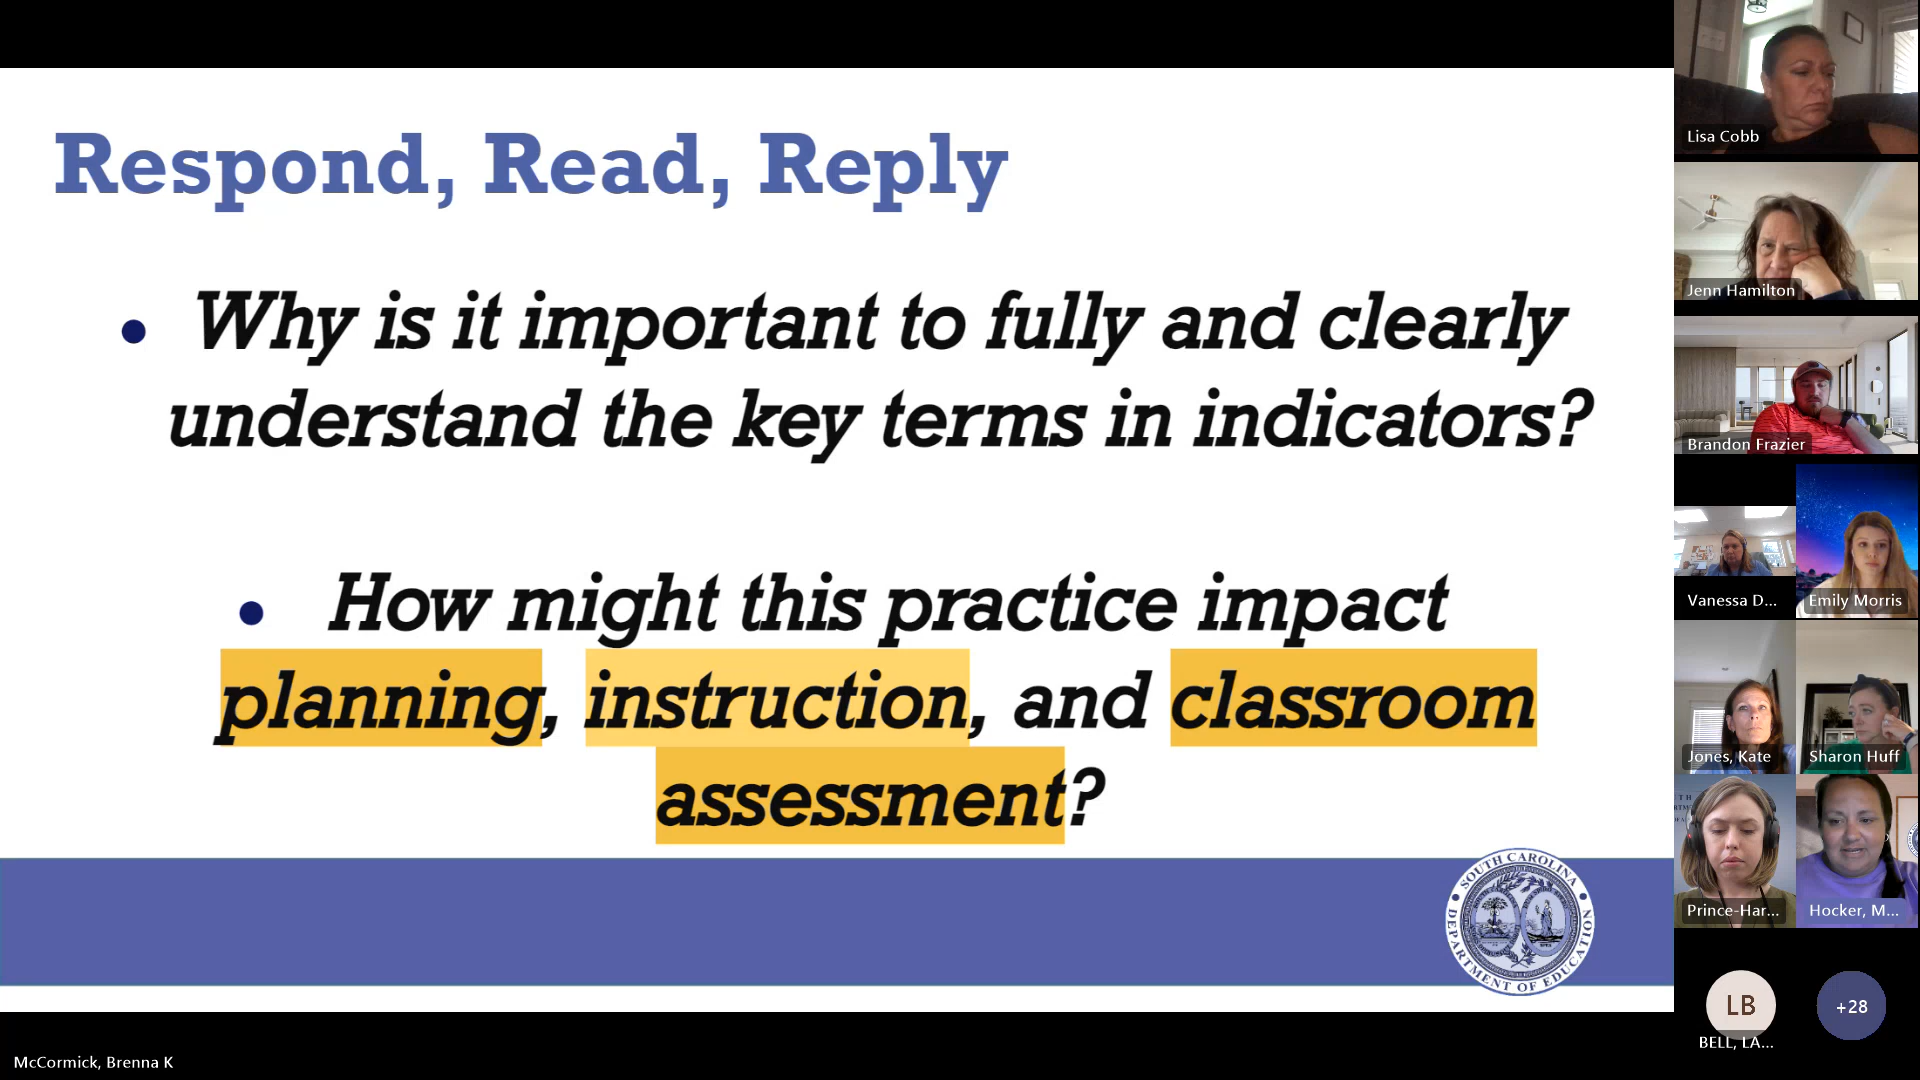 Respond, Read, Reply
• Why is it important to fully and clearly
understand the key terms in indicators?
• How might this practice impact
planning, instruction, and classroom
assessment?
SOUTH CAROLINA
DEPARTMENT OF EDUCATION
McCormick, Brenna K
Lisa Cobb
Jenn Hamilton
Brandon Frazier
Vanessa D...
Emily Morris
Jones, Kate
Sharon Huff
Prince-Har...
Hocker, M...
LB
+28
BELL, LA...